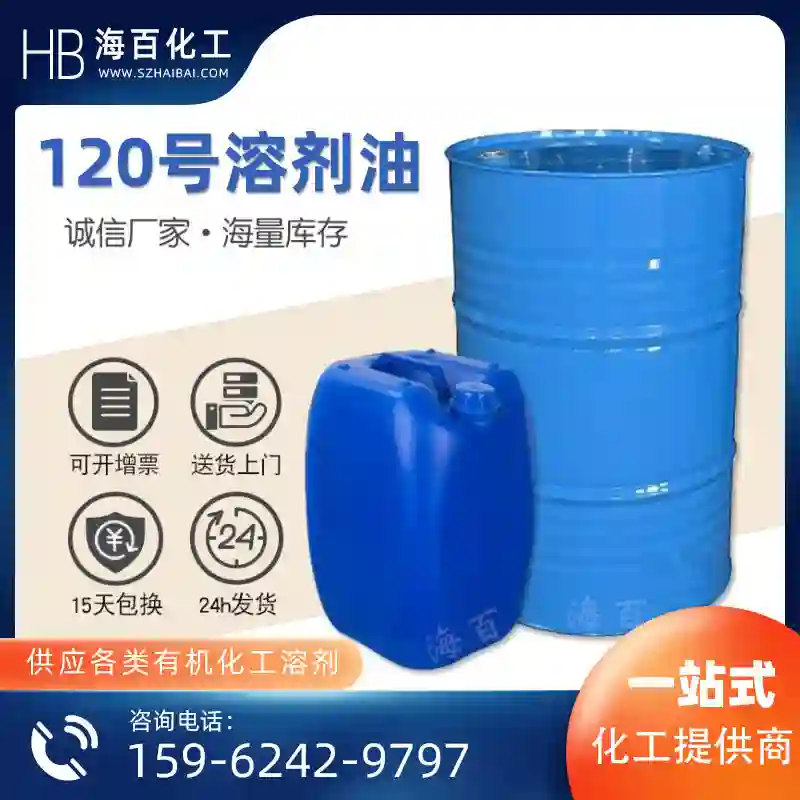 HB 海百化工
WWW.SZHAIBAI.COM
120号溶剂油
诚信厂家·海量库存
可开增票
送货上门
¥
24
15天包换
24h发货
海百
海百
供应各类有机化工溶剂
一站式
化工提供商
咨询电话:
159-6242-9797